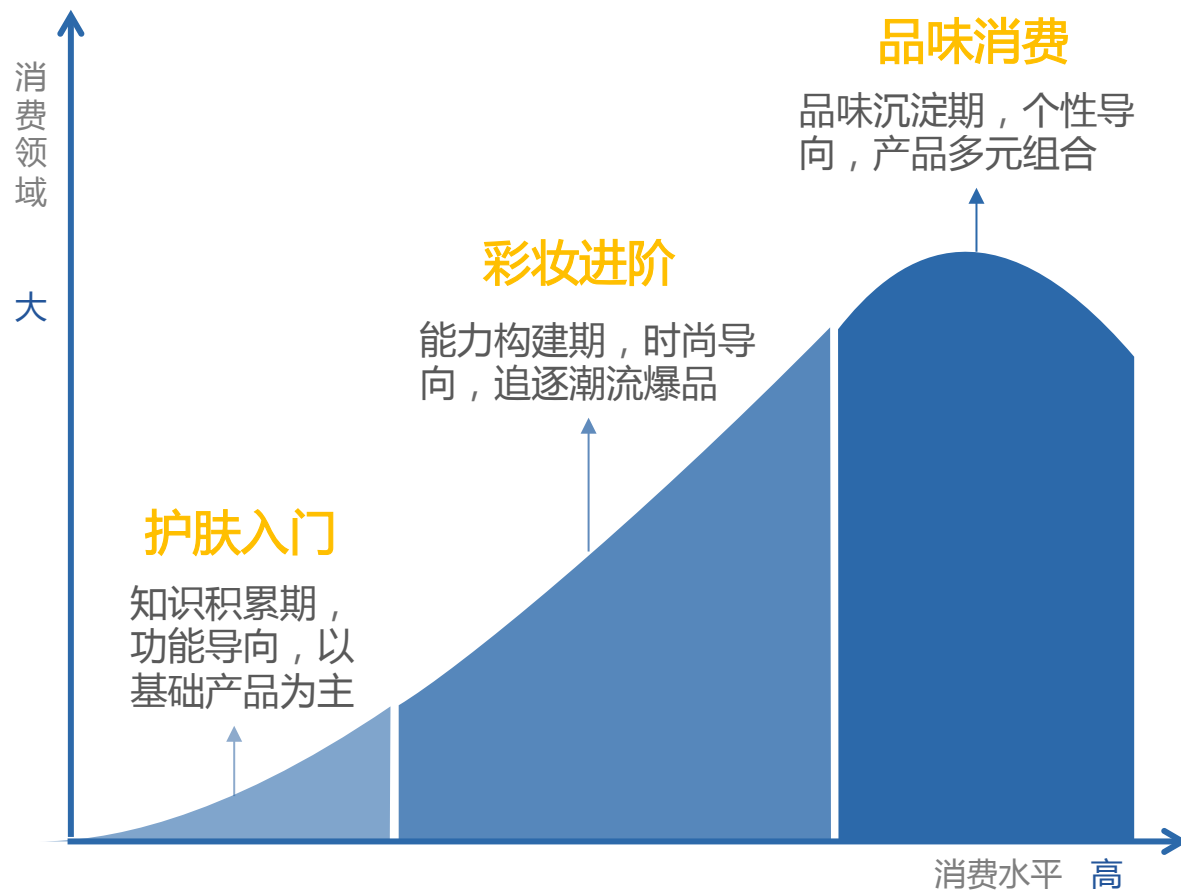 品味消费
品味沉淀期，个性导
向，产品多元组合
消费领域
大
彩妆进阶
能力构建期，时尚导
向，追逐潮流爆品
护肤入门
知识积累期，
功能导向，以
基础产品为主
消费水平 高